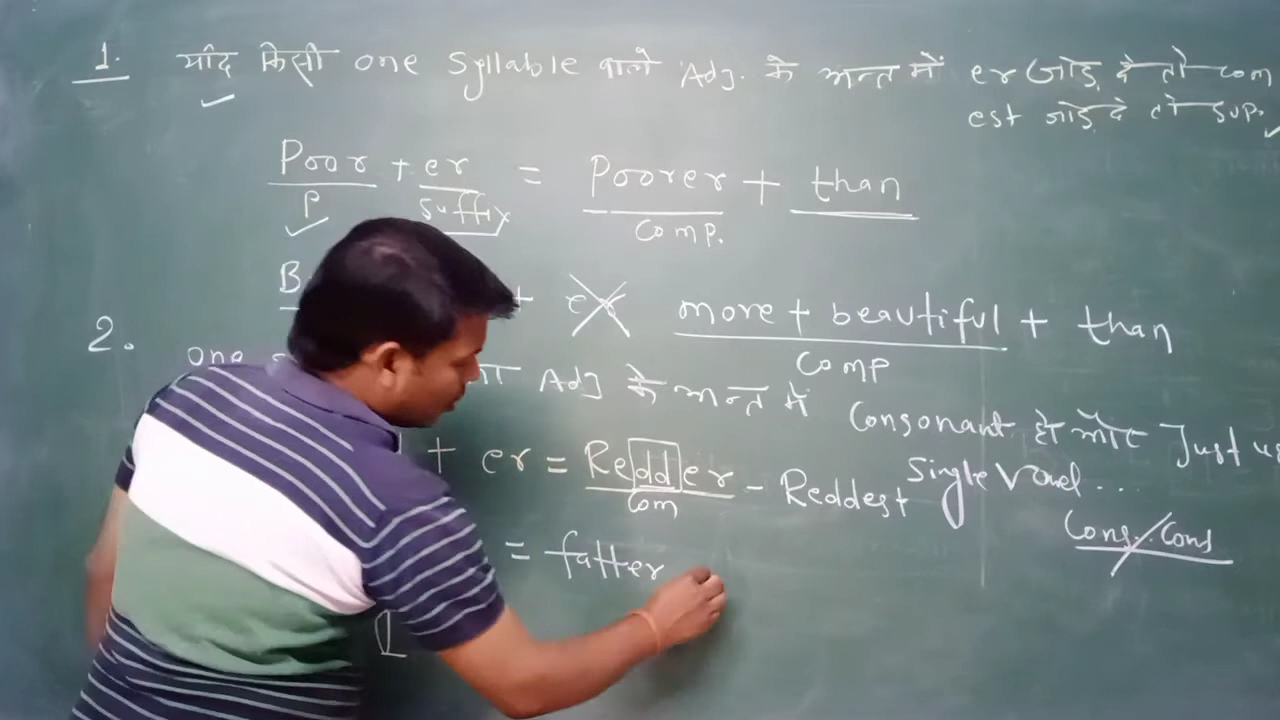 1. यदि किसी one Syllable वाले Adj. के अन्त में er जोड़ दे तो com
est जोड़ दे तो sup.
Poor + er = Poorer + than
P suffix Comp.
B + er more + beautiful + than
Comp
2. one Adj के अन्त में Consonant हो और Just
+ er = Redder - Reddest Single Vowel ...
Com Cons./Cons
= fatter